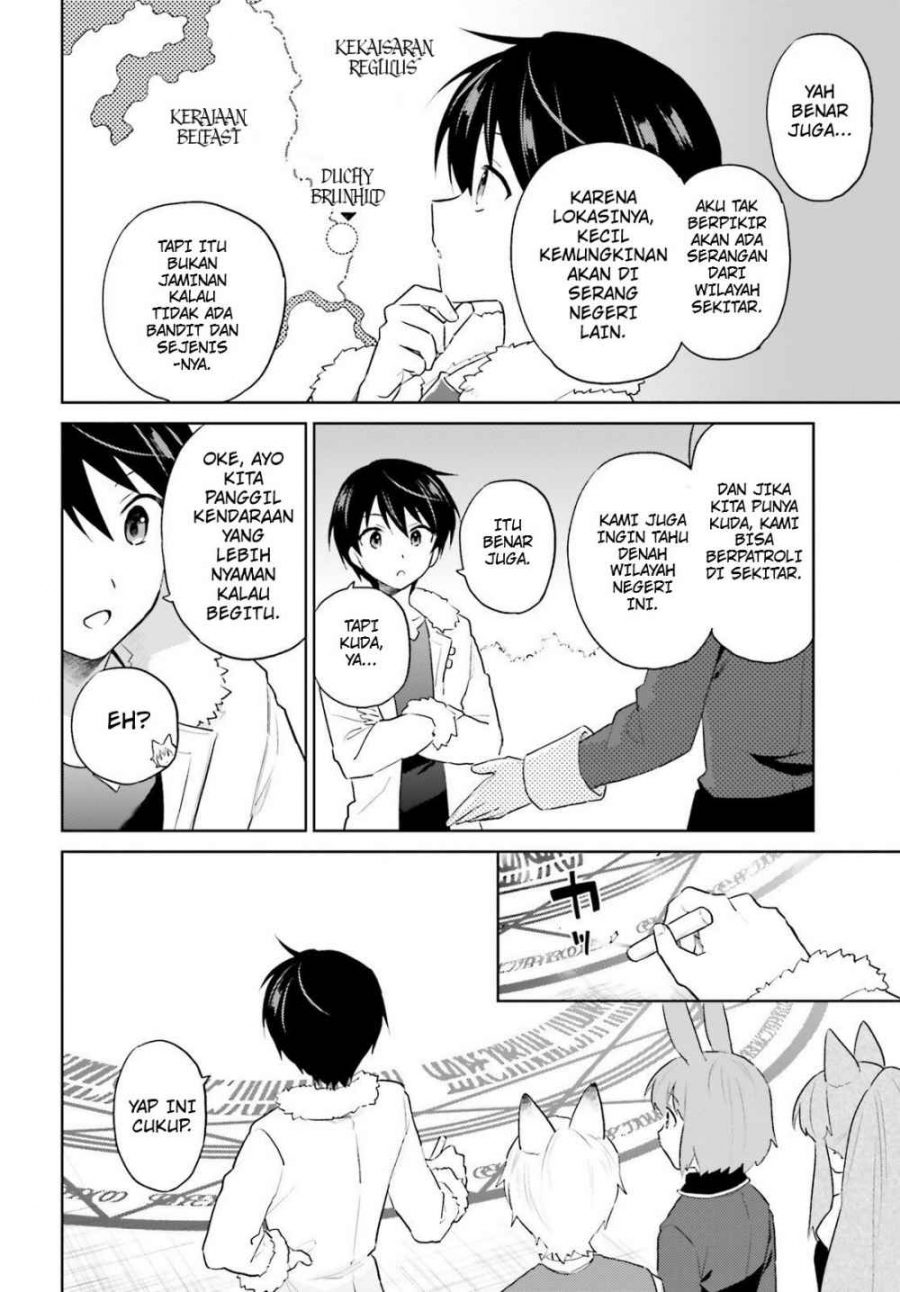 YAH
BENAR
JUGA...
AKU TAK
BERPIKIR
AKAN ADA
SERANGAN
DARI
WILAYAH
SEKITAR.
KARENA
LOKASINYA,
KECIL
KEMUNGKINAN
AKAN DI
SERANG
NEGERI
LAIN.
KEKAISARAN
REGULUS
KERAJAAN
BELFAST
DUCHY
BRUNHILD
TAPI ITU
BUKAN
JAMINAN
KALAU
TIDAK ADA
BANDIT DAN
SEJENIS
-NYA.
DAN JIKA
KITA PUNYA
KUDA, KAMI
BISA
BERPATROLI
DI SEKITAR.
KAMI JUGA
INGIN TAHU
DENAH
WILAYAH
NEGERI
INI.
ITU
BENAR
JUGA.
TAPI
KUDA,
YA...
OKE, AYO
KITA
PANGGIL
KENDARAAN
YANG
LEBIH
NYAMAN
KALAU
BEGITU.
EH?
カッ
YAP INI
CUKUP.